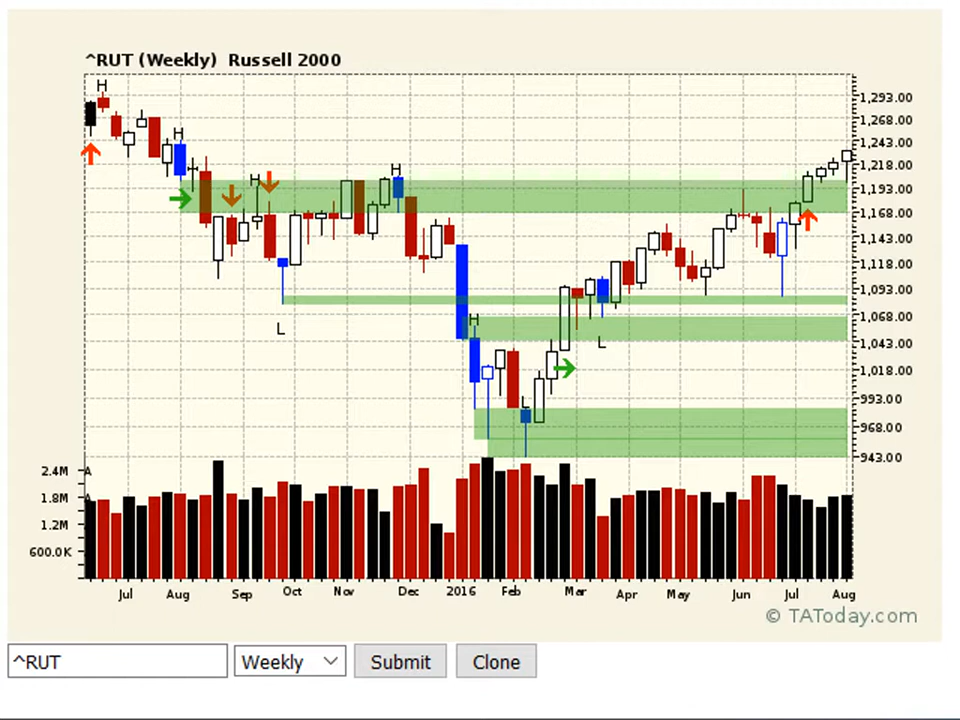 ^RUT (Weekly) Russell 2000
H
H
H
H
H
L
L
L
1,293.00
1,268.00
1,243.00
1,218.00
1,193.00
1,168.00
1,143.00
1,118.00
1,093.00
1,068.00
1,043.00
1,018.00
993.00
968.00
943.00
2.4M
A
1.8M
A
1.2M
600.0K
Jul Aug Sep Oct Nov Dec 2016 Feb Mar Apr May Jun Jul Aug
© TAToday.com
^RUT Weekly Submit Clone